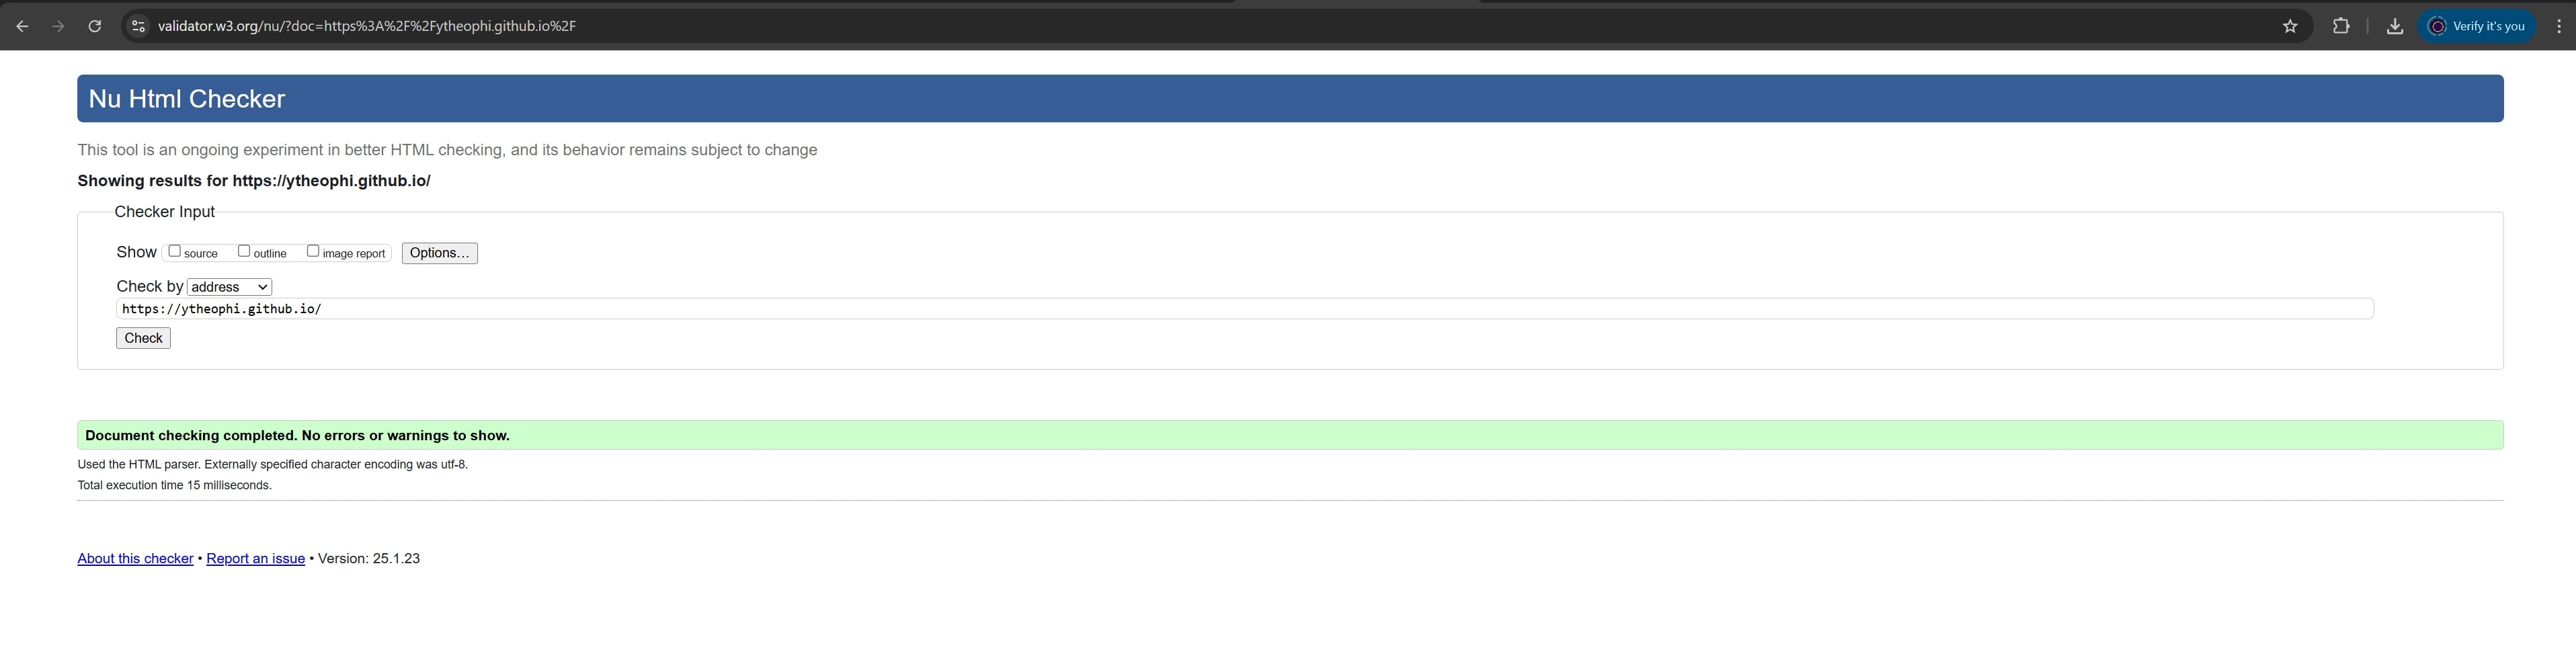 validator.w3.org/nu/?doc=https%3A%2F%2Fytheophi.github.io%2F
Verify it's you
Nu Html Checker
This tool is an ongoing experiment in better HTML checking, and its behavior remains subject to change
Showing results for https://ytheophi.github.io/
Checker Input
Show source outline image report Options…
Check by address
https://ytheophi.github.io/
Check
Document checking completed. No errors or warnings to show.
Used the HTML parser. Externally specified character encoding was utf-8.
Total execution time 15 milliseconds.
About this checker • Report an issue • Version: 25.1.23